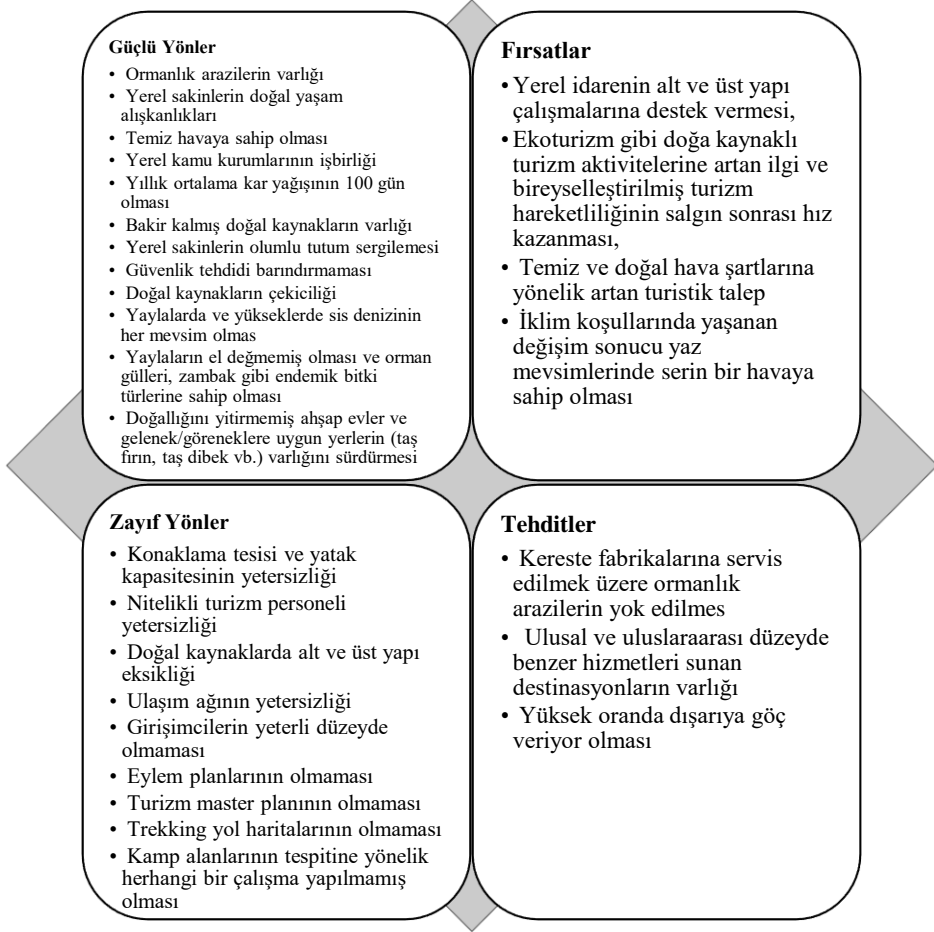 Güçlü Yönler
• Ormanlık arazilerin varlığı
• Yerel sakinlerin doğal yaşam
alışkanlıkları
• Temiz havaya sahip olması
• Yerel kamu kurumlarının işbirliği
• Yıllık ortalama kar yağışının 100 gün
olması
• Bakir kalmış doğal kaynakların varlığı
• Yerel sakinlerin olumlu tutum sergilemesi
• Güvenlik tehdidi barındırmaması
• Doğal kaynakların çekiciliği
• Yaylalarda ve yükseklerde sis denizinin
her mevsim olmas
• Yaylaların el değmemiş olması ve orman
gülleri, zambak gibi endemik bitki
türlerine sahip olması
• Doğallığını yitirmemiş ahşap evler ve
gelenek/göreneklere uygun yerlerin (taş
fırın, taş dibek vb.) varlığını sürdürmesi
Fırsatlar
• Yerel idarenin alt ve üst yapı
çalışmalarına destek vermesi,
• Ekoturizm gibi doğa kaynaklı
turizm aktivitelerine artan ilgi ve
bireyselleştirilmiş turizm
hareketliliğinin salgın sonrası hız
kazanması,
• Temiz ve doğal hava şartlarına
yönelik artan turistik talep
• İklim koşullarında yaşanan
değişim sonucu yaz
mevsimlerinde serin bir havaya
sahip olması
Zayıf Yönler
• Konaklama tesisi ve yatak
kapasitesinin yetersizliği
• Nitelikli turizm personeli
yetersizliği
• Doğal kaynaklarda alt ve üst yapı
eksikliği
• Ulaşım ağının yetersizliği
• Girişimcilerin yeterli düzeyde
olmaması
• Eylem planlarının olmaması
• Turizm master planının olmaması
• Trekking yol haritalarının olmaması
• Kamp alanlarının tespitine yönelik
herhangi bir çalışma yapılmamış
olması
Tehditler
• Kereste fabrikalarına servis
edilmek üzere ormanlık
arazilerin yok edilmes
• Ulusal ve uluslaraarası düzeyde
benzer hizmetleri sunan
destinasyonların varlığı
• Yüksek oranda dışarıya göç
veriyor olması